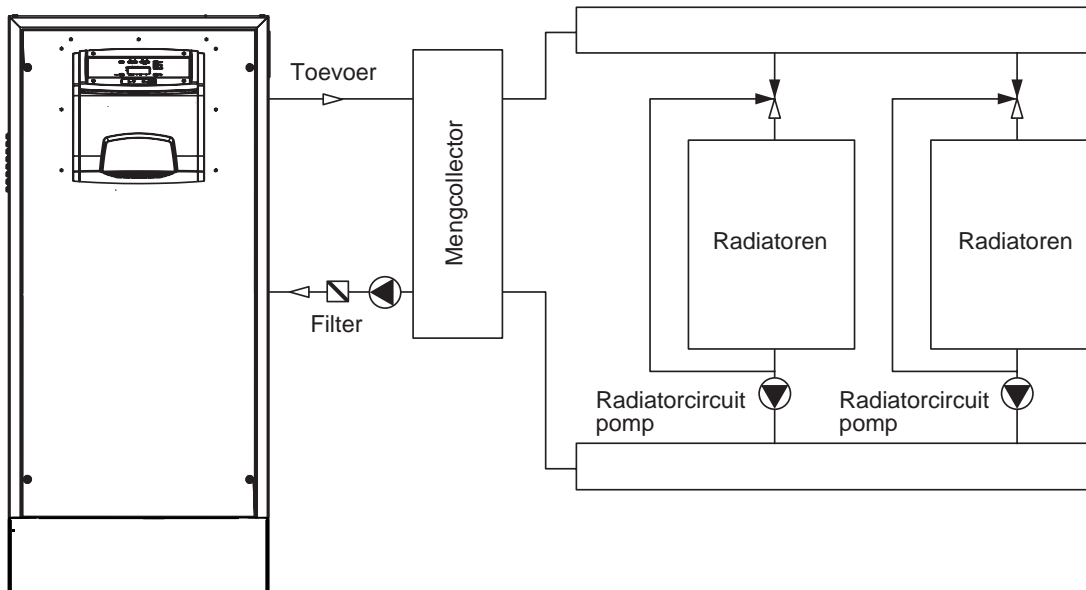 Toevoer
Mengcollector
Filter
Radiatoren
Radiatoren
Radiatorcircuit
pomp
Radiatorcircuit
pomp